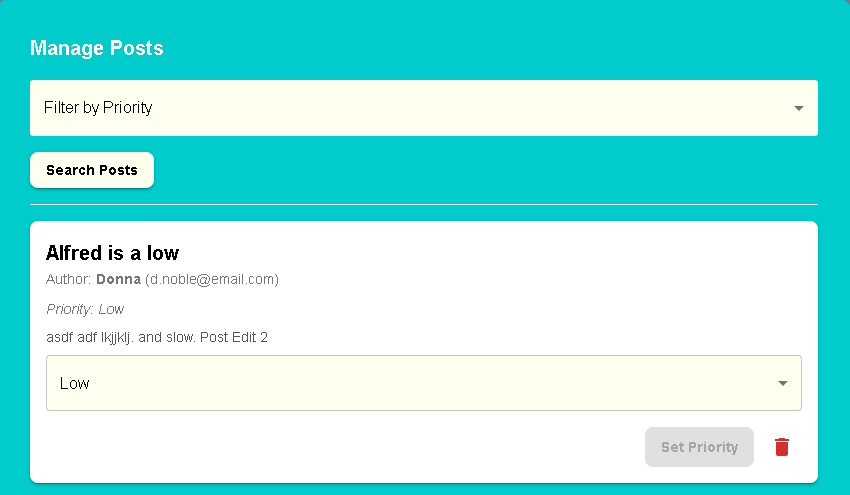 Manage Posts
Filter by Priority
Search Posts
Alfred is a low
Author: Donna (d.noble@email.com)
Priority: Low
asdf adf lkjjklj. and slow. Post Edit 2
Low
Set Priority